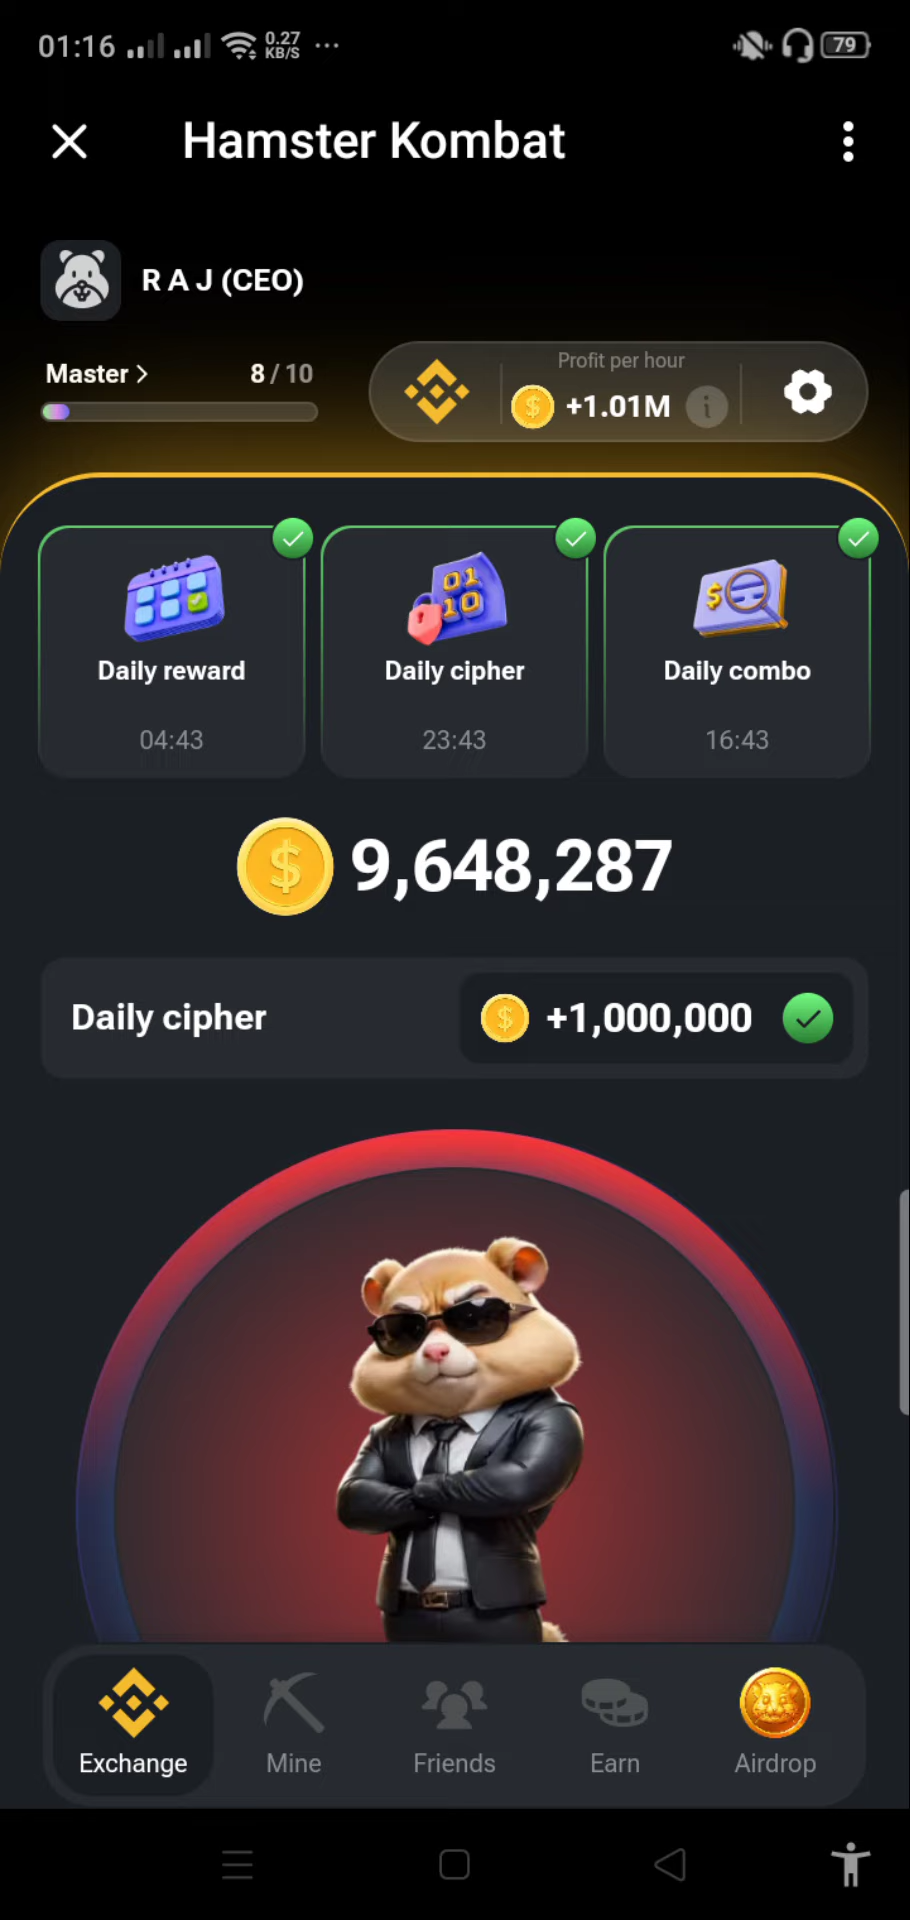 01:16 0.27 KB/S ... 79
Hamster Kombat
R A J (CEO)
Master > 8 / 10
Profit per hour
$ +1.01M i
01
10
$
Daily reward Daily cipher Daily combo
04:43 23:43 16:43
$ 9,648,287
Daily cipher $ +1,000,000
Exchange Mine Friends Earn Airdrop